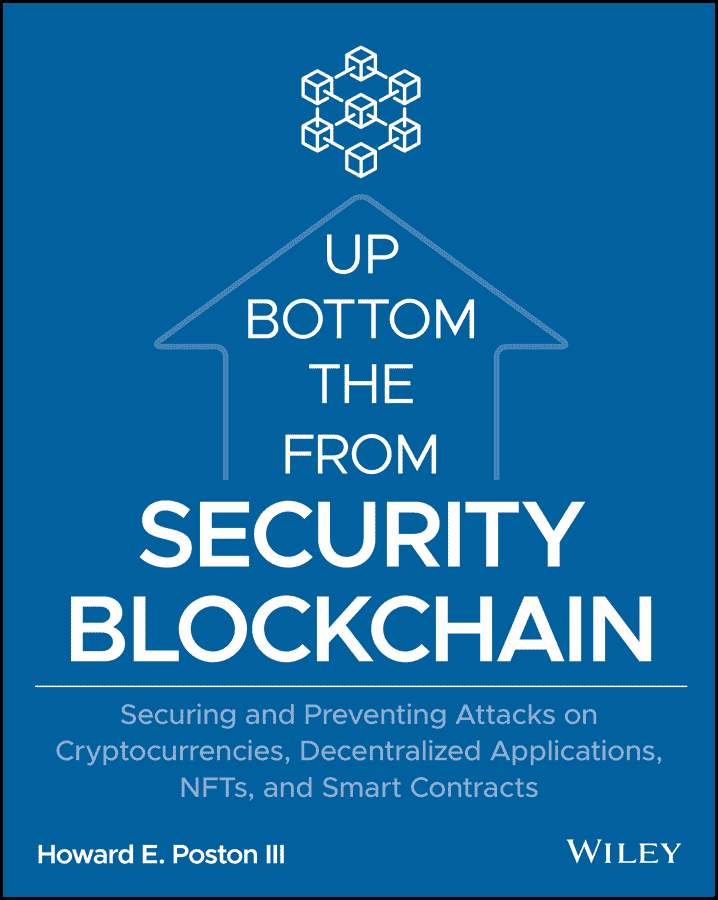 UP
BOTTOM
THE
FROM
SECURITY
BLOCKCHAIN
Securing and Preventing Attacks on
Cryptocurrencies, Decentralized Applications,
NFTs, and Smart Contracts
Howard E. Poston III
WILEY